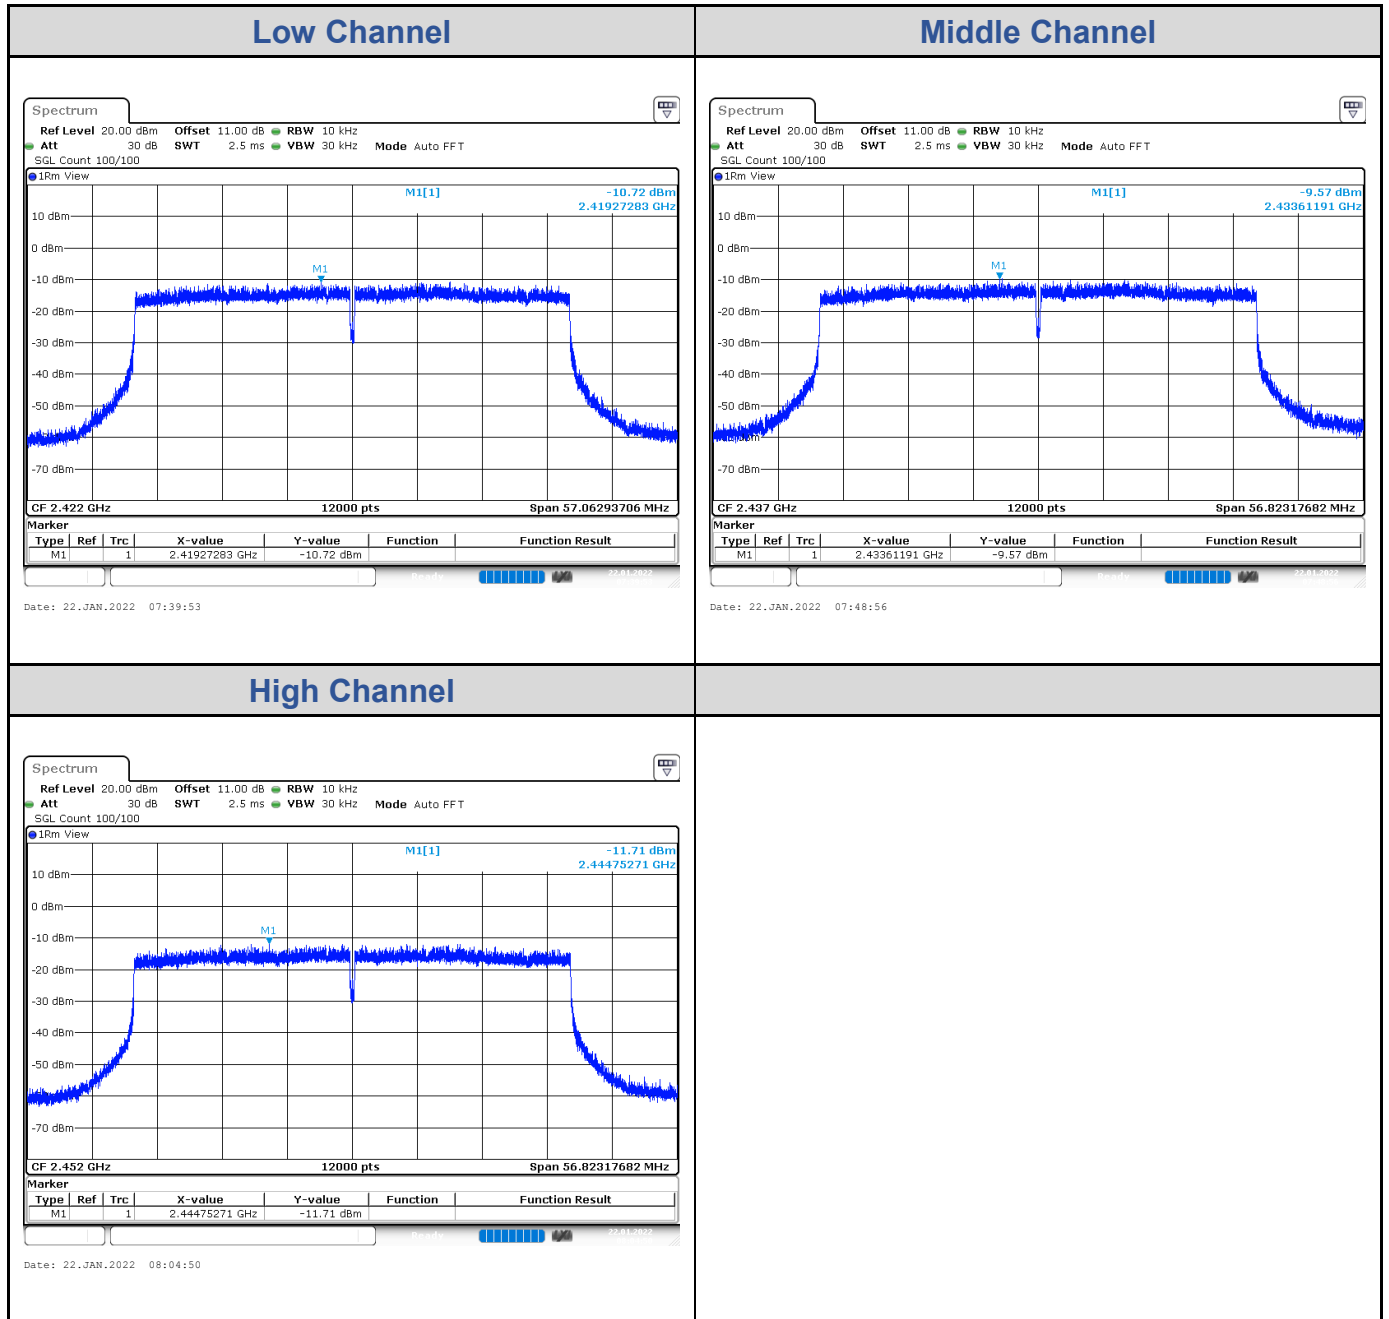 Low Channel
Spectrum
Ref Level 20.00 dBm Offset 11.00 dB RBW 10 kHz
Att 30 dB SWT 2.5 ms VBW 30 kHz Mode Auto FFT
SGL Count 100/100
1Rm View
M1[1] -10.72 dBm
2.41927283 GHz
10 dBm
0 dBm
M1
-10 dBm
-20 dBm
-30 dBm
-40 dBm
-50 dBm
-70 dBm
CF 2.422 GHz 12000 pts Span 57.06293706 MHz
Marker
Type Ref Trc X-value Y-value Function Function Result
M1 1 2.41927283 GHz -10.72 dBm
Ready 22.01.2022
Date: 22.JAN.2022 07:39:53
Middle Channel
Spectrum
Ref Level 20.00 dBm Offset 11.00 dB RBW 10 kHz
Att 30 dB SWT 2.5 ms VBW 30 kHz Mode Auto FFT
SGL Count 100/100
1Rm View
M1[1] -9.57 dBm
2.43361191 GHz
10 dBm
0 dBm
M1
-10 dBm
-20 dBm
-30 dBm
-40 dBm
-50 dBm
-70 dBm
CF 2.437 GHz 12000 pts Span 56.82317682 MHz
Marker
Type Ref Trc X-value Y-value Function Function Result
M1 1 2.43361191 GHz -9.57 dBm
Ready 22.01.2022
Date: 22.JAN.2022 07:48:56
High Channel
Spectrum
Ref Level 20.00 dBm Offset 11.00 dB RBW 10 kHz
Att 30 dB SWT 2.5 ms VBW 30 kHz Mode Auto FFT
SGL Count 100/100
1Rm View
M1[1] -11.71 dBm
2.44475271 GHz
10 dBm
0 dBm
M1
-10 dBm
-20 dBm
-30 dBm
-40 dBm
-50 dBm
-70 dBm
CF 2.452 GHz 12000 pts Span 56.82317682 MHz
Marker
Type Ref Trc X-value Y-value Function Function Result
M1 1 2.44475271 GHz -11.71 dBm
Ready 22.01.2022
Date: 22.JAN.2022 08:04:50